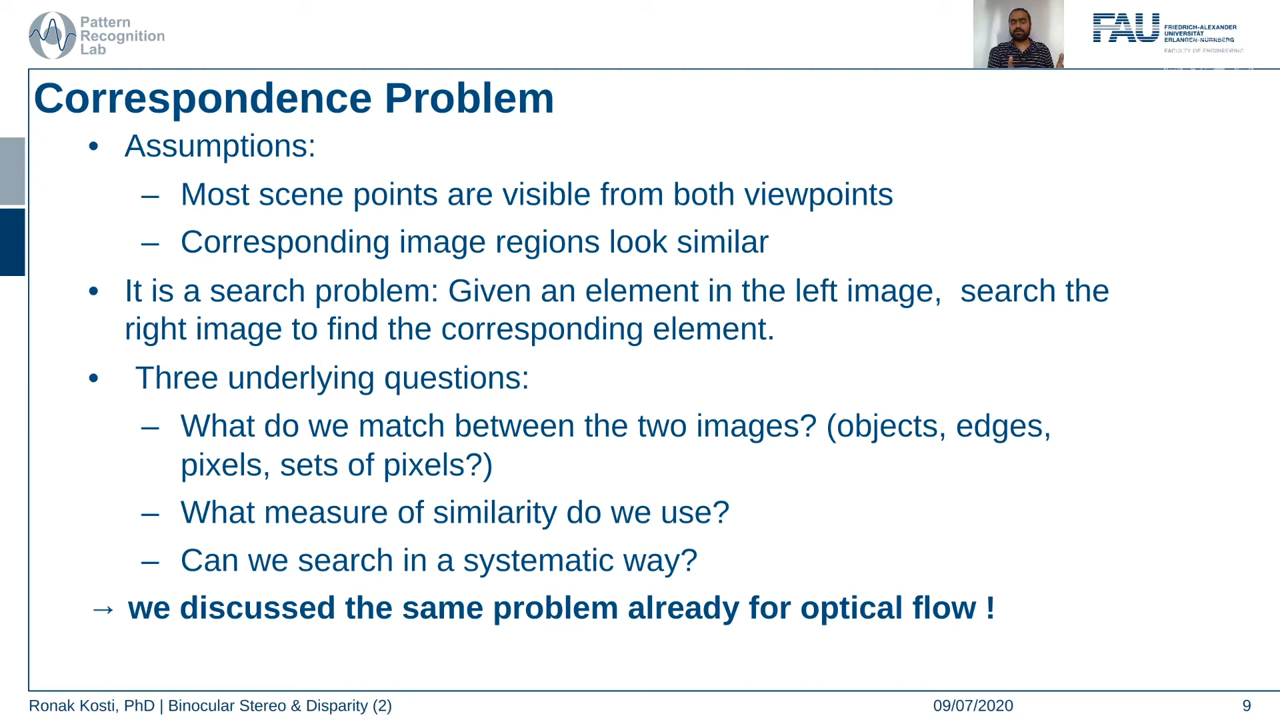 Pattern
Recognition
Lab
FAU
FRIEDRICH-ALEXANDER
UNIVERSITÄT
ERLANGEN-NÜRNBERG
FACULTY OF ENGINEERING
Correspondence Problem
• Assumptions:
– Most scene points are visible from both viewpoints
– Corresponding image regions look similar
• It is a search problem: Given an element in the left image, search the
right image to find the corresponding element.
• Three underlying questions:
– What do we match between the two images? (objects, edges,
pixels, sets of pixels?)
– What measure of similarity do we use?
– Can we search in a systematic way?
→ we discussed the same problem already for optical flow !
Ronak Kosti, PhD | Binocular Stereo & Disparity (2)
09/07/2020
9